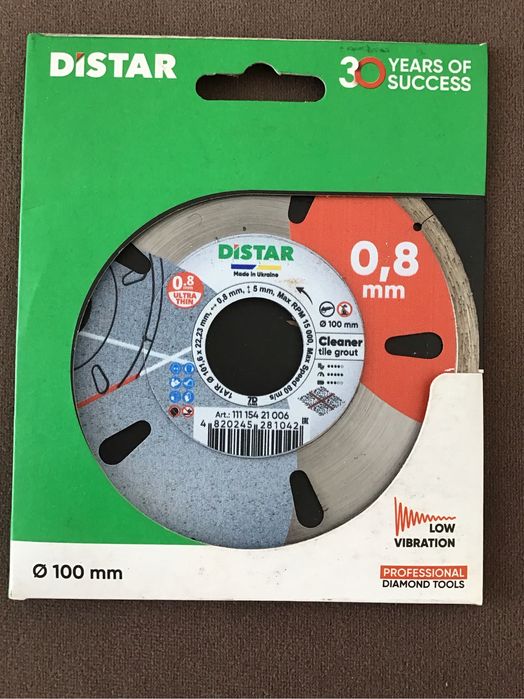 DiSTAR
30 YEARS OF
SUCCESS
0,8
mm
DiSTAR
Made in Ukraine
0.8
mm
ULTRA
THIN
1A1R Ø 101,6 x 22,23 mm, ↔ 0,8 mm, ↕ 5 mm, Max RPM 15 000, Max Speed 80 m/s
Ø 100 mm
Cleaner
tile grout
7D
Art.: 111 154 21 006
4 820245 281042
LOW
VIBRATION
Ø 100 mm
PROFESSIONAL
DIAMOND TOOLS